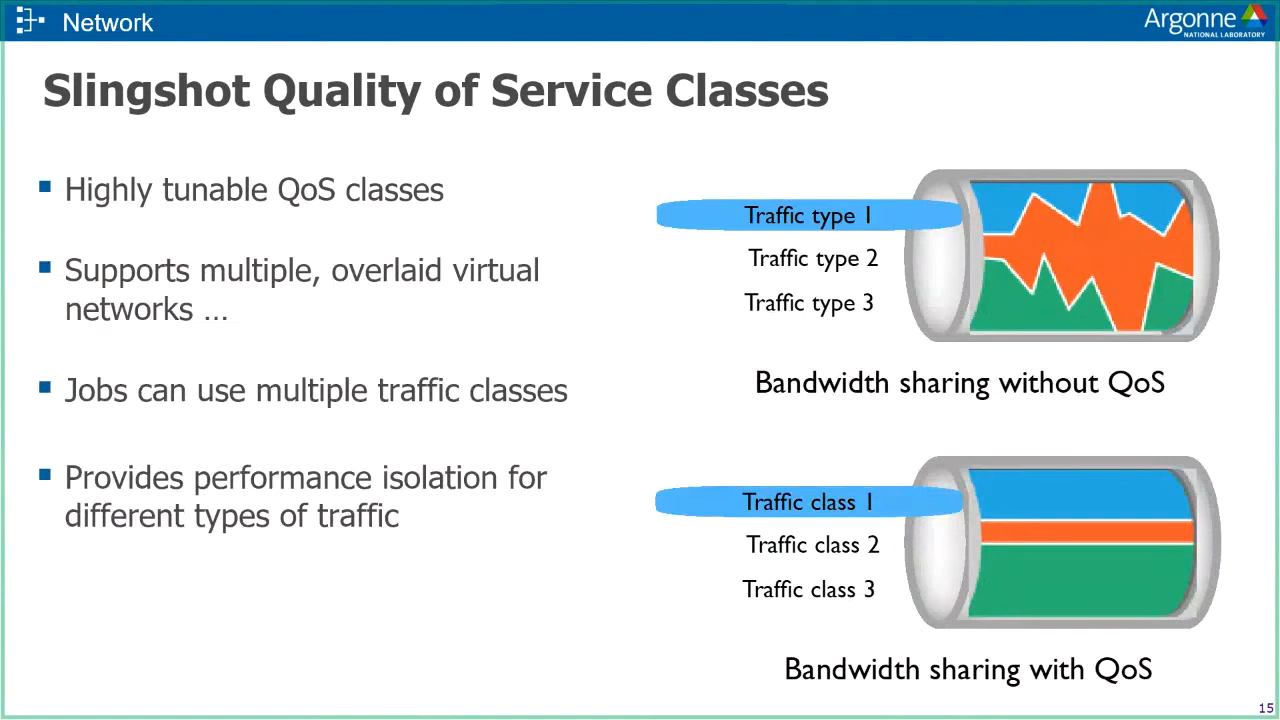 Network
Argonne
NATIONAL LABORATORY
Slingshot Quality of Service Classes
▪ Highly tunable QoS classes
▪ Supports multiple, overlaid virtual
networks ...
▪ Jobs can use multiple traffic classes
▪ Provides performance isolation for
different types of traffic
Traffic type 1
Traffic type 2
Traffic type 3
Bandwidth sharing without QoS
Traffic class 1
Traffic class 2
Traffic class 3
Bandwidth sharing with QoS
15